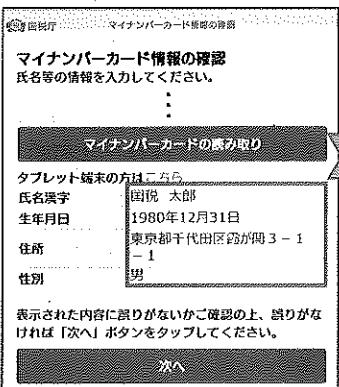 国税庁 マイナンバーカード情報の確認
マイナンバーカード情報の確認
氏名等の情報を入力してください。
マイナンバーカードの読み取り
タブレット端末の方はこちら
氏名漢字 国税 太郎
生年月日 1980年12月31日
住所 東京都千代田区霞が関3-1
-1
性別 男
表示された内容に誤りがないかご確認の上、誤りがな
ければ「次へ」ボタンをタップしてください。
次へ